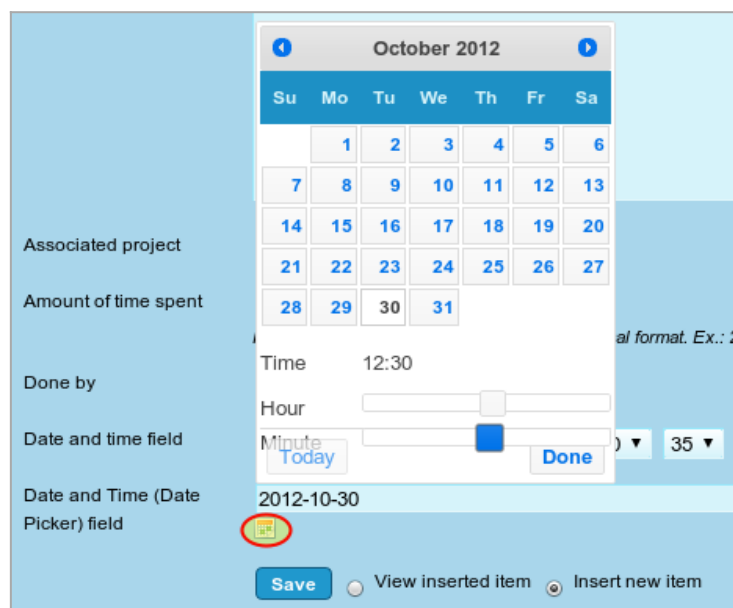 October 2012
Su Mo Tu We Th Fr Sa
1 2 3 4 5 6
7 8 9 10 11 12 13
14 15 16 17 18 19 20
21 22 23 24 25 26 27
28 29 30 31
Associated project
Amount of time spent
al format. Ex.: 2
Time 12:30
Done by
Hour
Date and time field
Minute
35
Today Done
Date and Time (Date
Picker) field
2012-10-30
Save View inserted item Insert new item